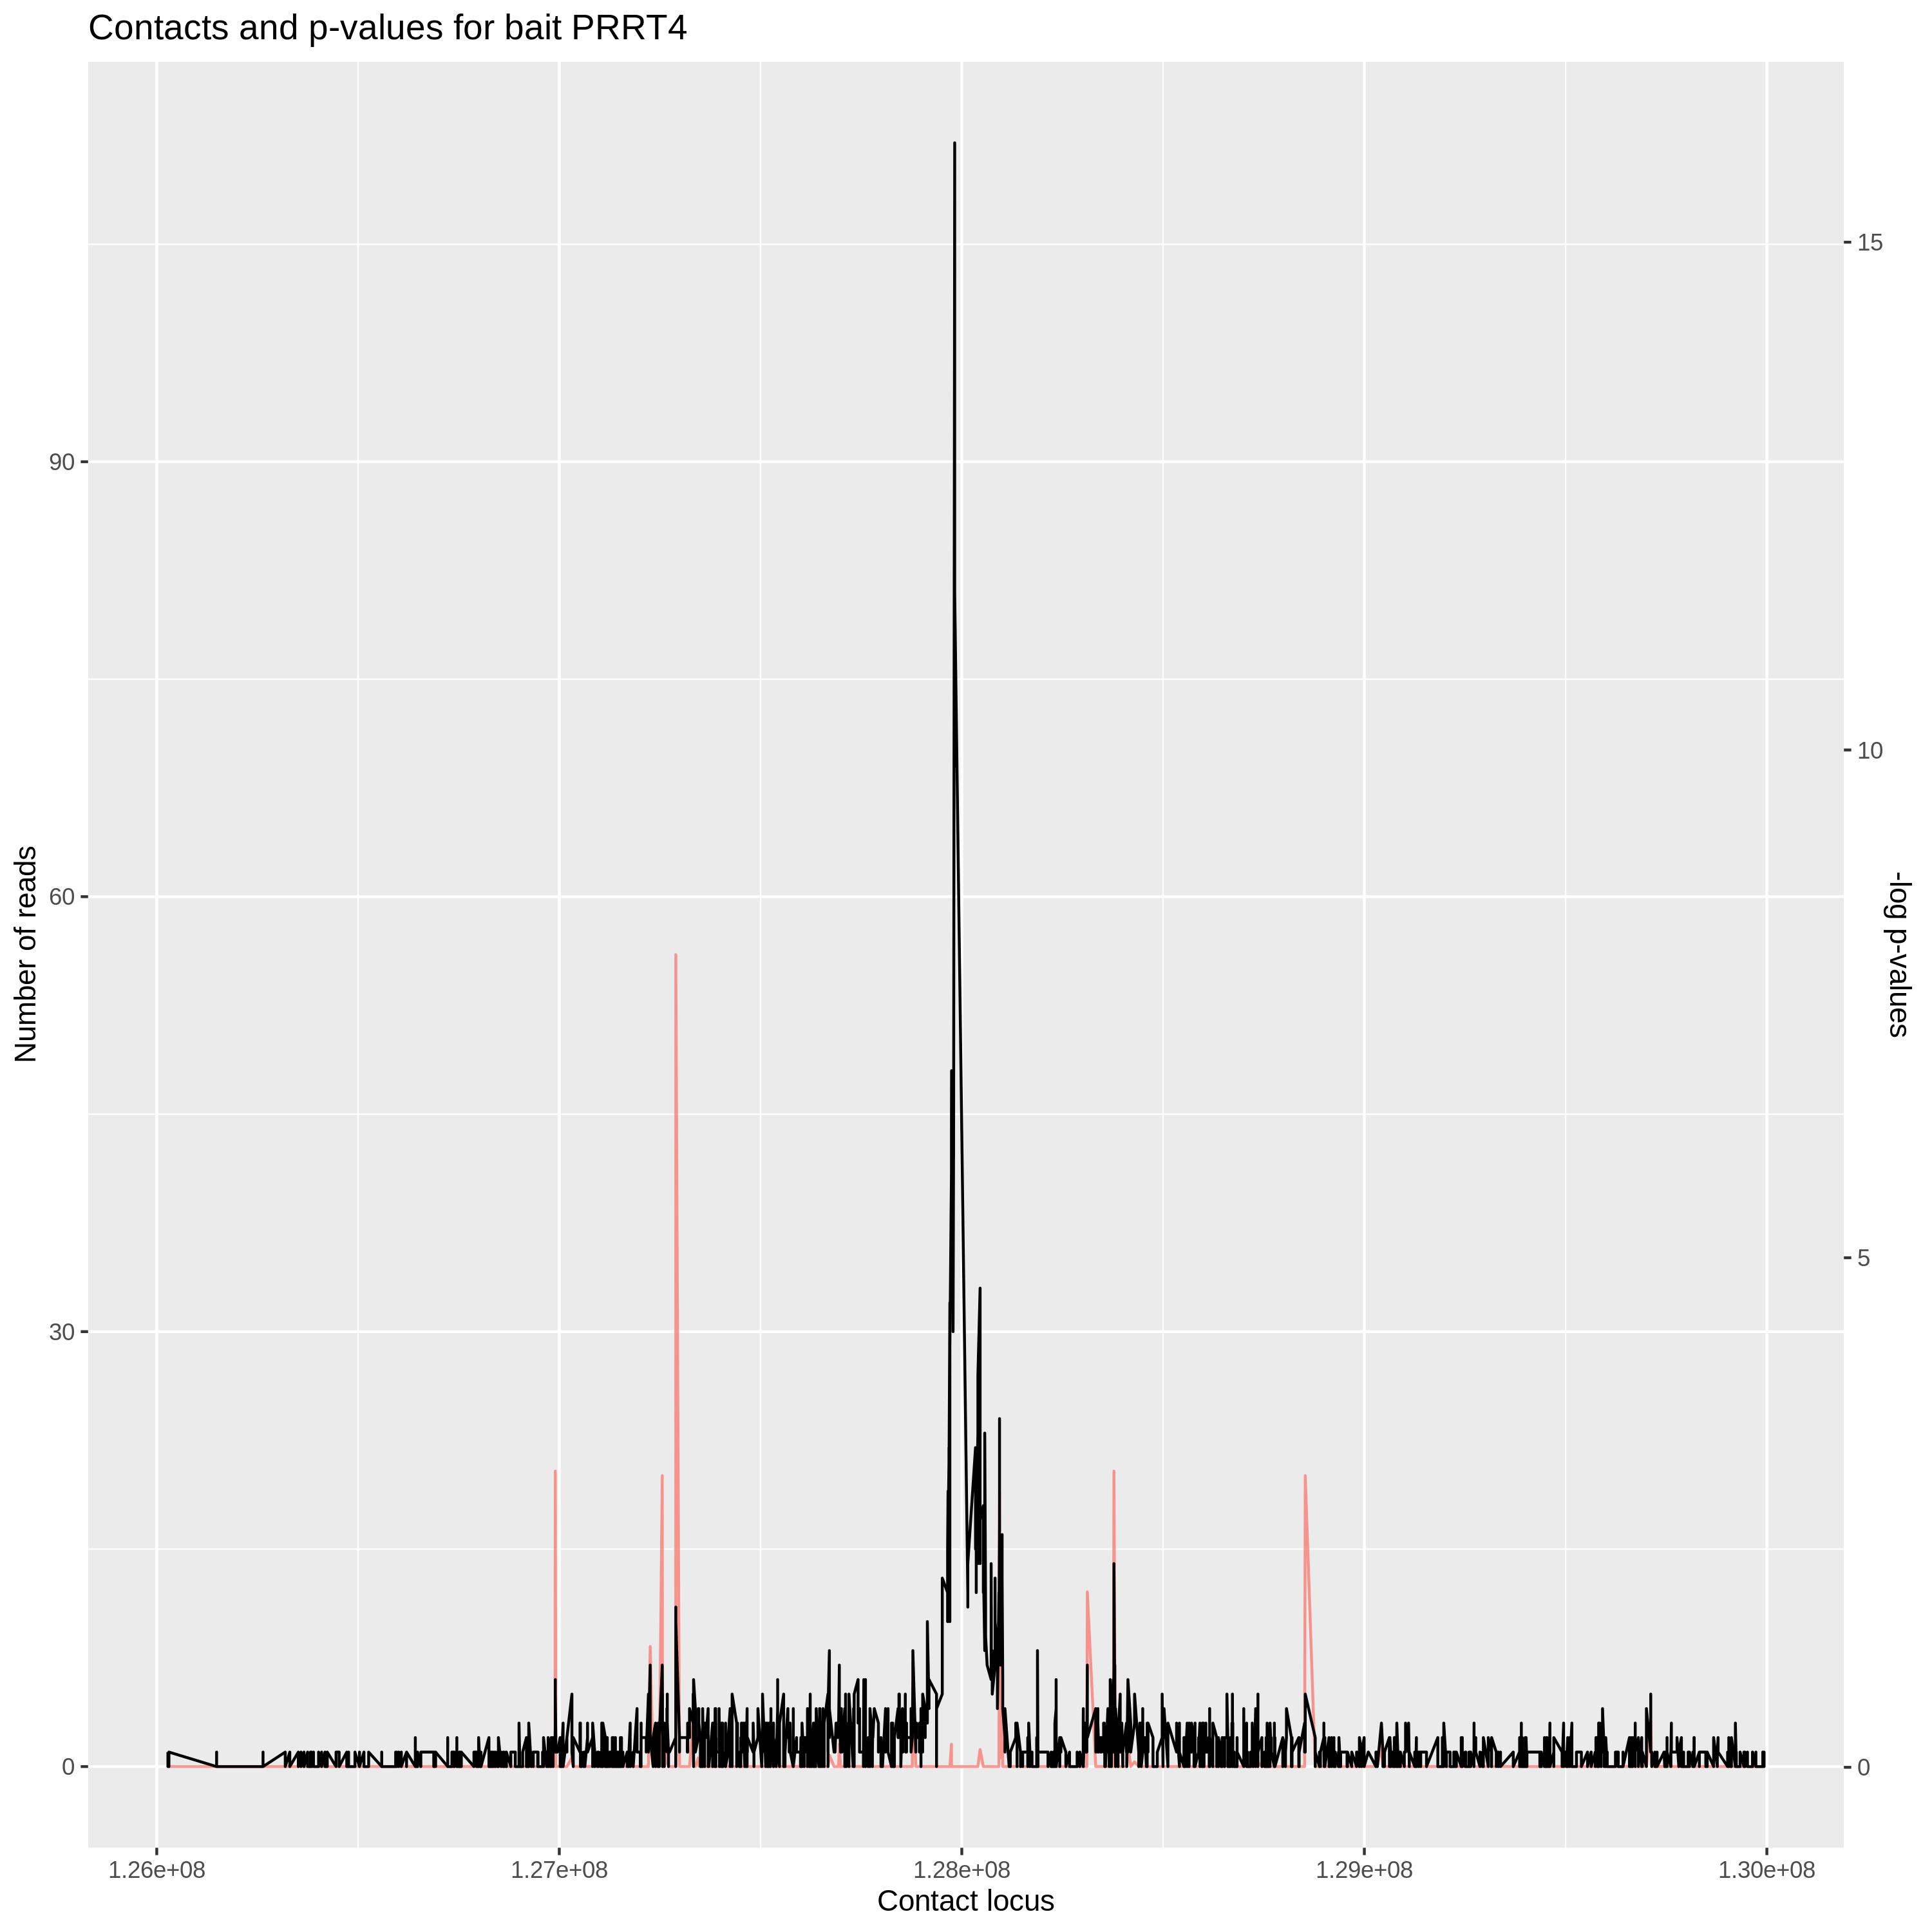 Contacts and p-values for bait PRRT4
90
60
30
0
15
10
5
0
Number of reads
-log p-values
1.26e+08
1.27e+08
1.28e+08
1.29e+08
1.30e+08
Contact locus